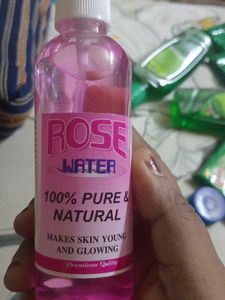 ROSE
WATER
100% PURE &
NATURAL
MAKES SKIN YOUNG
AND GLOWING
Premium Quality